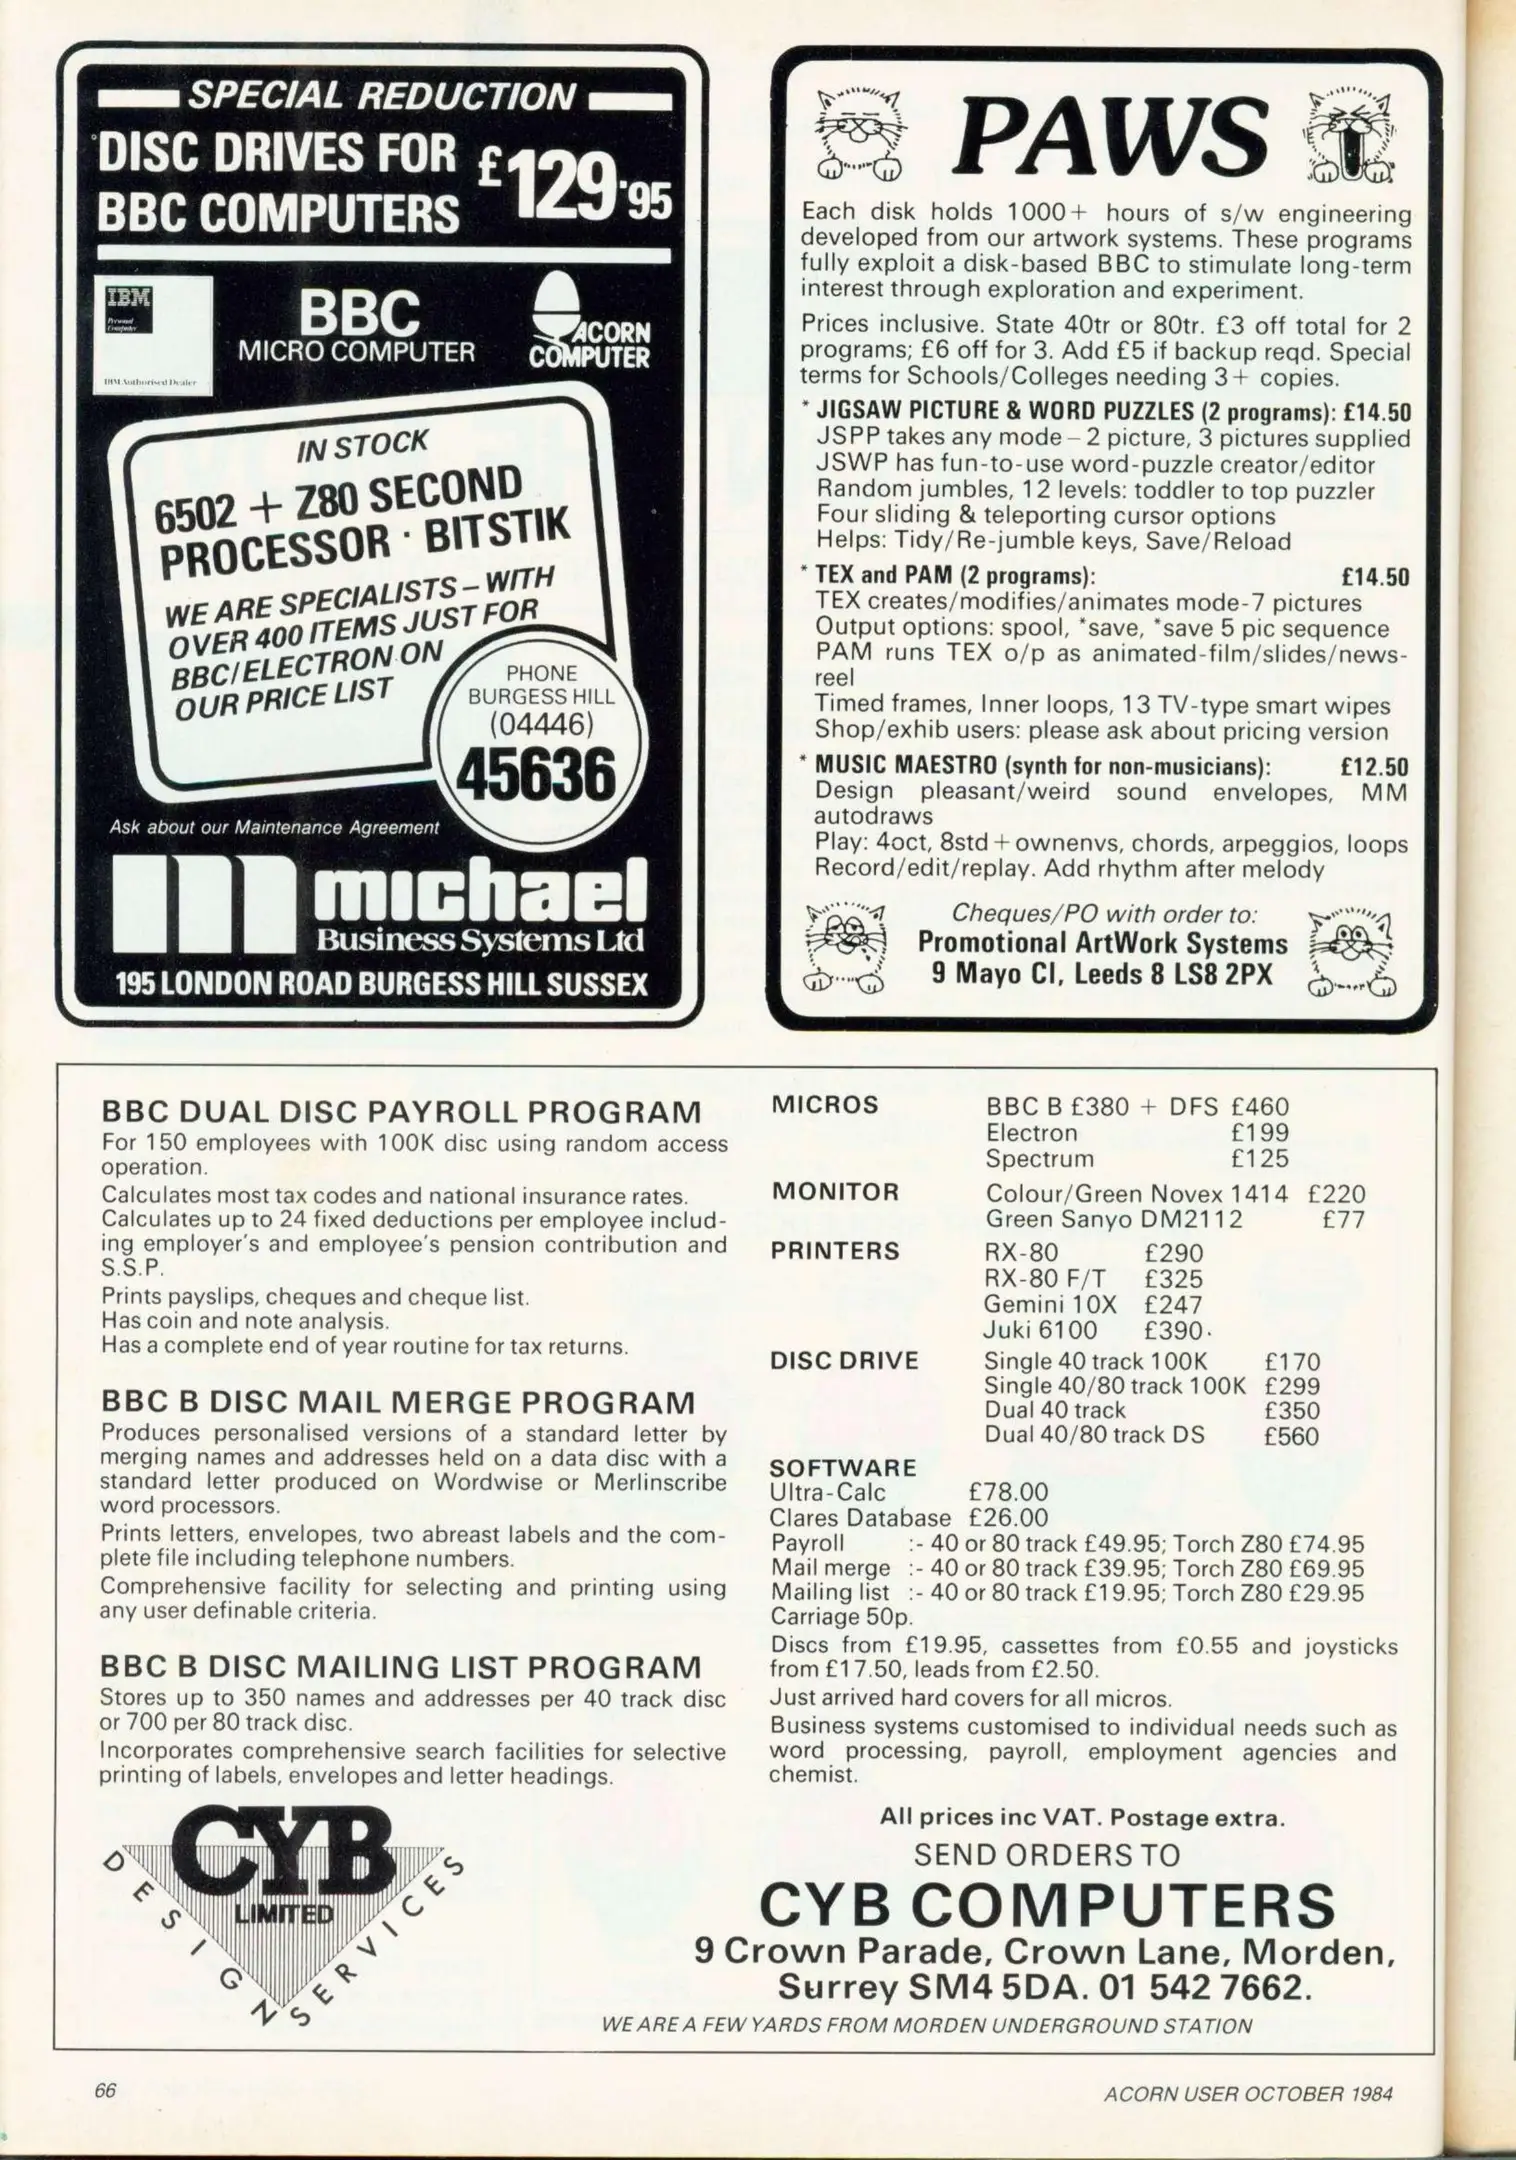 SPECIAL REDUCTION
DISC DRIVES FOR
BBC COMPUTERS
£129.95
IBM
Personal
Computer
IBM Authorised Dealer
BBC
MICRO COMPUTER
ACORN
COMPUTER
IN STOCK
6502 + Z80 SECOND
PROCESSOR · BITSTIK
WE ARE SPECIALISTS – WITH
OVER 400 ITEMS JUST FOR
BBC/ELECTRON ON
OUR PRICE LIST
PHONE
BURGESS HILL
(04446)
45636
Ask about our Maintenance Agreement
michael
Business Systems Ltd
195 LONDON ROAD BURGESS HILL SUSSEX
PAWS
Each disk holds 1000+ hours of s/w engineering
developed from our artwork systems. These programs
fully exploit a disk-based BBC to stimulate long-term
interest through exploration and experiment.
Prices inclusive. State 40tr or 80tr. £3 off total for 2
programs; £6 off for 3. Add £5 if backup reqd. Special
terms for Schools/Colleges needing 3+ copies.
* JIGSAW PICTURE & WORD PUZZLES (2 programs): £14.50
JSPP takes any mode – 2 picture, 3 pictures supplied
JSWP has fun-to-use word-puzzle creator/editor
Random jumbles, 12 levels: toddler to top puzzler
Four sliding & teleporting cursor options
Helps: Tidy/Re-jumble keys, Save/Reload
* TEX and PAM (2 programs): £14.50
TEX creates/modifies/animates mode-7 pictures
Output options: spool, *save, *save 5 pic sequence
PAM runs TEX o/p as animated-film/slides/news-
reel
Timed frames, Inner loops, 13 TV-type smart wipes
Shop/exhib users: please ask about pricing version
* MUSIC MAESTRO (synth for non-musicians): £12.50
Design pleasant/weird sound envelopes, MM
autodraws
Play: 4oct, 8std + ownenvs, chords, arpeggios, loops
Record/edit/replay. Add rhythm after melody
Cheques/PO with order to:
Promotional ArtWork Systems
9 Mayo Cl, Leeds 8 LS8 2PX
BBC DUAL DISC PAYROLL PROGRAM
For 150 employees with 100K disc using random access
operation.
Calculates most tax codes and national insurance rates.
Calculates up to 24 fixed deductions per employee includ-
ing employer's and employee's pension contribution and
S.S.P.
Prints payslips, cheques and cheque list.
Has coin and note analysis.
Has a complete end of year routine for tax returns.
BBC B DISC MAIL MERGE PROGRAM
Produces personalised versions of a standard letter by
merging names and addresses held on a data disc with a
standard letter produced on Wordwise or Merlinscribe
word processors.
Prints letters, envelopes, two abreast labels and the com-
plete file including telephone numbers.
Comprehensive facility for selecting and printing using
any user definable criteria.
BBC B DISC MAILING LIST PROGRAM
Stores up to 350 names and addresses per 40 track disc
or 700 per 80 track disc.
Incorporates comprehensive search facilities for selective
printing of labels, envelopes and letter headings.
CYB
LIMITED
DESIGN SERVICES
MICROS BBC B £380 + DFS £460
Electron £199
Spectrum £125
MONITOR Colour/Green Novex 1414 £220
Green Sanyo DM2112 £77
PRINTERS RX-80 £290
RX-80 F/T £325
Gemini 10X £247
Juki 6100 £390.
DISC DRIVE Single 40 track 100K £170
Single 40/80 track 100K £299
Dual 40 track £350
Dual 40/80 track DS £560
SOFTWARE
Ultra-Calc £78.00
Clares Database £26.00
Payroll :- 40 or 80 track £49.95; Torch Z80 £74.95
Mail merge :- 40 or 80 track £39.95; Torch Z80 £69.95
Mailing list :- 40 or 80 track £19.95; Torch Z80 £29.95
Carriage 50p.
Discs from £19.95, cassettes from £0.55 and joysticks
from £17.50, leads from £2.50.
Just arrived hard covers for all micros.
Business systems customised to individual needs such as
word processing, payroll, employment agencies and
chemist.
All prices inc VAT. Postage extra.
SEND ORDERS TO
CYB COMPUTERS
9 Crown Parade, Crown Lane, Morden,
Surrey SM4 5DA. 01 542 7662.
WE ARE A FEW YARDS FROM MORDEN UNDERGROUND STATION
66
ACORN USER OCTOBER 1984